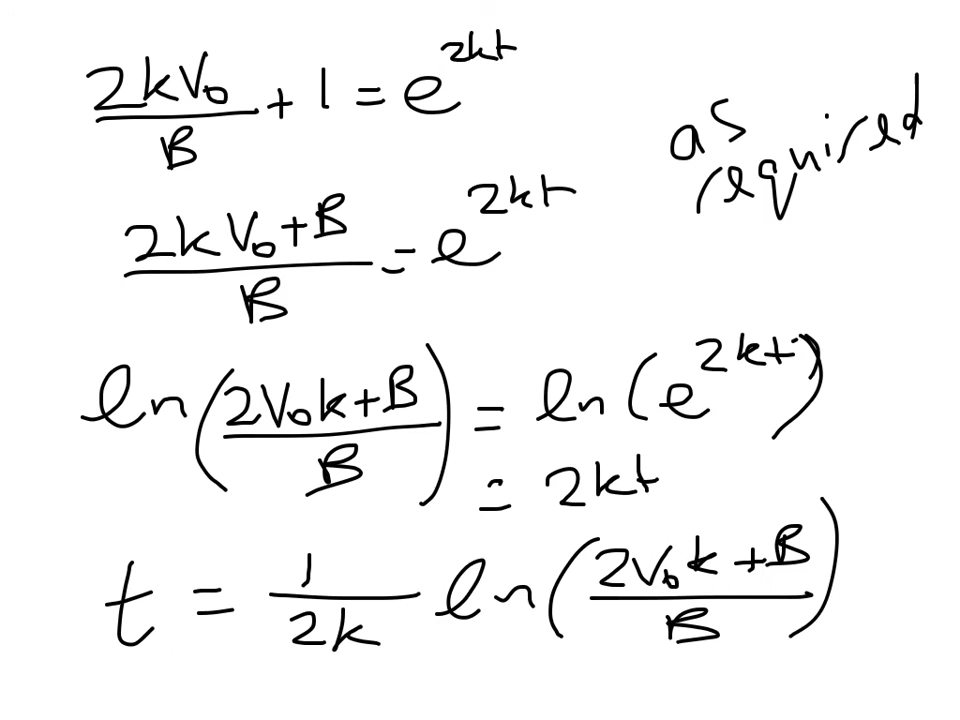 2kV₀/B + 1 = e^(2kt)
as
required
(2kV₀+B)/B = e^(2kt)
ln((2V₀k+B)/B) = ln(e^(2kt))
= 2kt
t = 1/(2k) ln((2V₀k+B)/B)